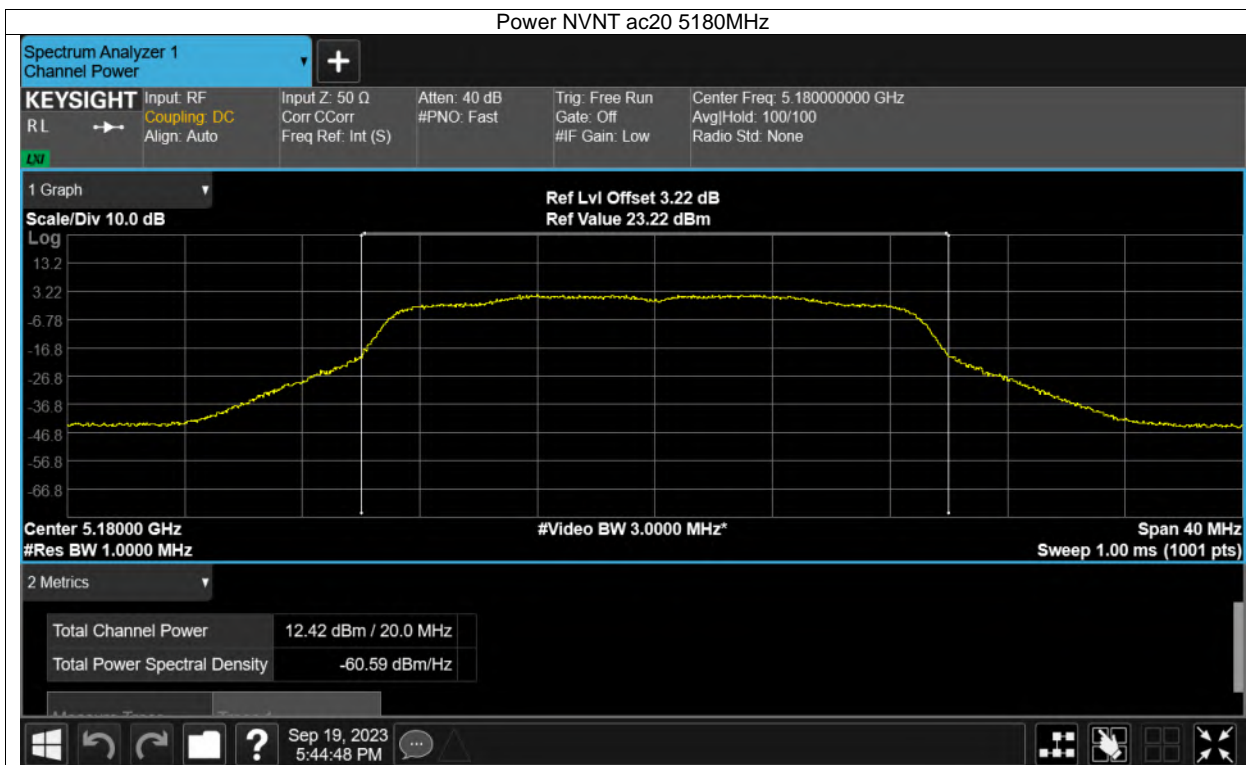 Power NVNT ac20 5180MHz
Spectrum Analyzer 1
Channel Power
+
KEYSIGHT
RL
LXI
Input: RF
Coupling: DC
Align: Auto
Input Z: 50 Ω
Corr CCorr
Freq Ref: Int (S)
Atten: 40 dB
#PNO: Fast
Trig: Free Run
Gate: Off
#IF Gain: Low
Center Freq: 5.180000000 GHz
Avg|Hold: 100/100
Radio Std: None
1 Graph
Scale/Div 10.0 dB
Ref Lvl Offset 3.22 dB
Ref Value 23.22 dBm
Log
13.2
3.22
-6.78
-16.8
-26.8
-36.8
-46.8
-56.8
-66.8
Center 5.18000 GHz
#Video BW 3.0000 MHz*
Span 40 MHz
#Res BW 1.0000 MHz
Sweep 1.00 ms (1001 pts)
2 Metrics
Total Channel Power 12.42 dBm / 20.0 MHz
Total Power Spectral Density -60.59 dBm/Hz
?
Sep 19, 2023
5:44:48 PM